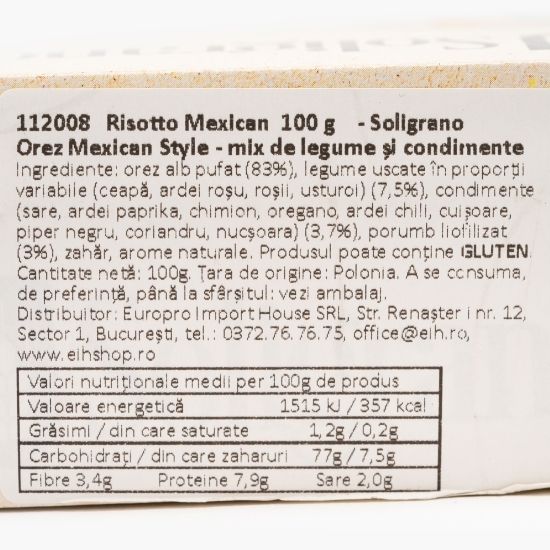 112008 Risotto Mexican 100 g - Soligrano
Orez Mexican Style - mix de legume și condimente
Ingrediente: orez alb pufat (83%), legume uscate în proporții
variabile (ceapă, ardei roșu, roșii, usturoi) (7,5%), condimente
(sare, ardei paprika, chimion, oregano, ardei chili, cuișoare,
piper negru, coriandru, nucșoara) (3,7%), porumb liofilizat
(3%), zahăr, arome naturale. Produsul poate conține GLUTEN.
Cantitate netă: 100g. Țara de origine: Polonia. A se consuma,
de preferință, până la sfârșitul: vezi ambalaj.
Distribuitor: Europro Import House SRL, Str. Renașterii nr. 12,
Sector 1, București, tel.: 0372.76.76.75, office@eih.ro,
www.eihshop.ro
Valori nutriționale medii per 100g de produs
Valoare energetică 1515 kJ / 357 kcal
Grăsimi / din care saturate 1,2g / 0,2g
Carbohidrați / din care zaharuri 77g / 7,5g
Fibre 3,4g Proteine 7,9g Sare 2,0g